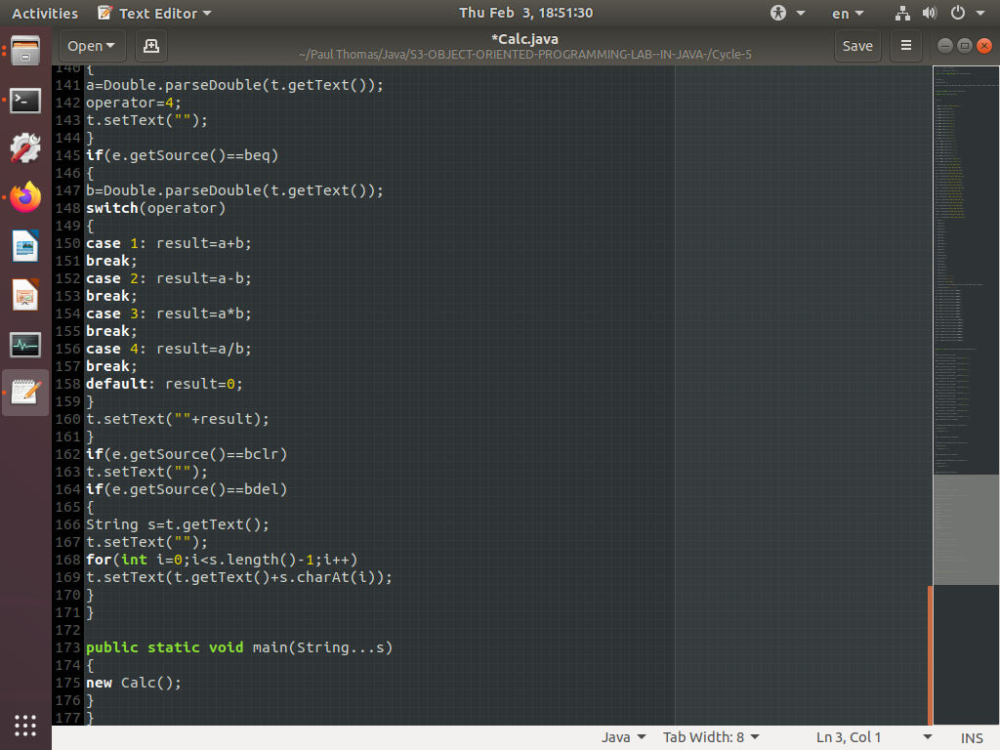 Activities Text Editor Thu Feb 3, 18:51:30 en
Open *Calc.java Save
~/Paul Thomas/Java/S3-OBJECT-ORIENTED-PROGRAMMING-LAB--IN-JAVA-/Cycle-5
140 {
141 a=Double.parseDouble(t.getText());
142 operator=4;
143 t.setText("");
144 }
145 if(e.getSource()==beq)
146 {
147 b=Double.parseDouble(t.getText());
148 switch(operator)
149 {
150 case 1: result=a+b;
151 break;
152 case 2: result=a-b;
153 break;
154 case 3: result=a*b;
155 break;
156 case 4: result=a/b;
157 break;
158 default: result=0;
159 }
160 t.setText(""+result);
161 }
162 if(e.getSource()==bclr)
163 t.setText("");
164 if(e.getSource()==bdel)
165 {
166 String s=t.getText();
167 t.setText("");
168 for(int i=0;i<s.length()-1;i++)
169 t.setText(t.getText()+s.charAt(i));
170 }
171 }
172
173 public static void main(String...s)
174 {
175 new Calc();
176 }
177 }
Java Tab Width: 8 Ln 3, Col 1 INS